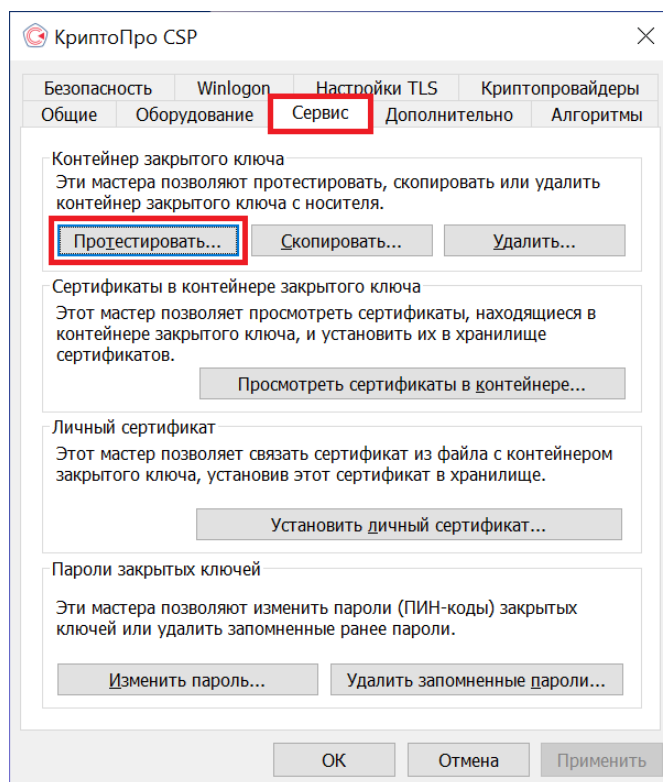 КриптоПро CSP
Безопасность Winlogon Настройки TLS Криптопровайдеры
Общие Оборудование Сервис Дополнительно Алгоритмы
Контейнер закрытого ключа
Эти мастера позволяют протестировать, скопировать или удалить
контейнер закрытого ключа с носителя.
Протестировать... Скопировать... Удалить...
Сертификаты в контейнере закрытого ключа
Этот мастер позволяет просмотреть сертификаты, находящиеся в
контейнере закрытого ключа, и установить их в хранилище
сертификатов.
Просмотреть сертификаты в контейнере...
Личный сертификат
Этот мастер позволяет связать сертификат из файла с контейнером
закрытого ключа, установив этот сертификат в хранилище.
Установить личный сертификат...
Пароли закрытых ключей
Эти мастера позволяют изменить пароли (ПИН-коды) закрытых
ключей или удалить запомненные ранее пароли.
Изменить пароль... Удалить запомненные пароли...
ОК Отмена Применить